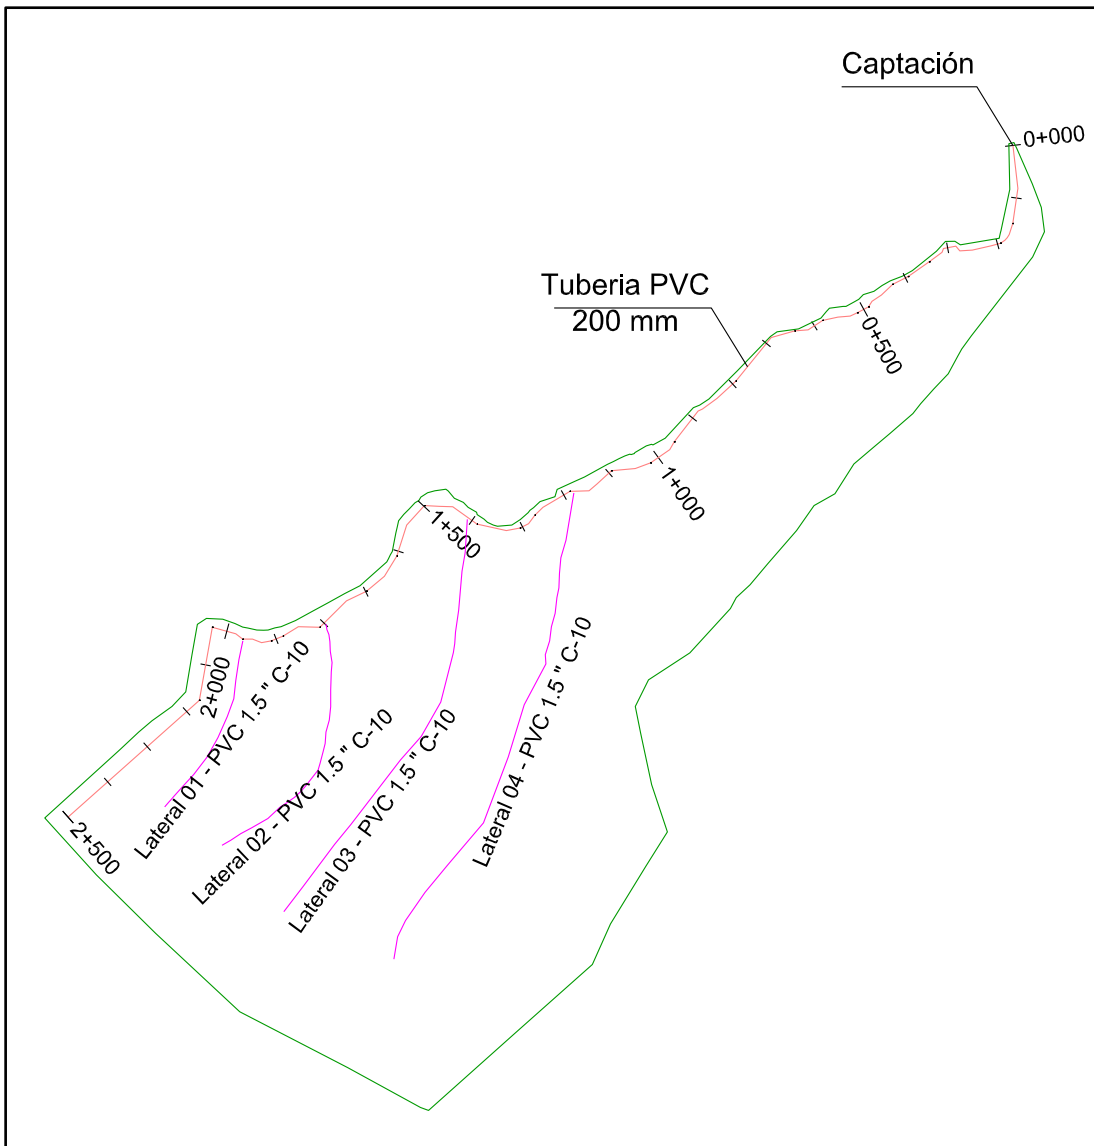 Captación
0+000
Tuberia PVC
200 mm
0+500
1+000
1+500
2+000
2+500
Lateral 01 - PVC 1.5 " C-10
Lateral 02 - PVC 1.5 " C-10
Lateral 03 - PVC 1.5 " C-10
Lateral 04 - PVC 1.5 " C-10